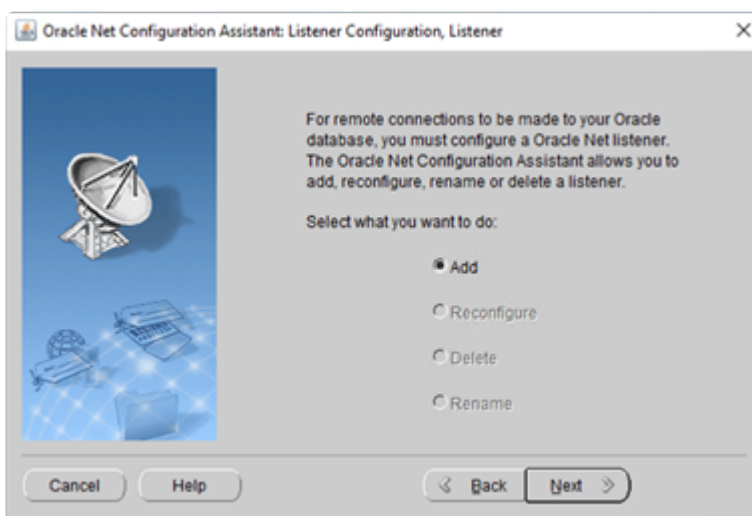 Oracle Net Configuration Assistant: Listener Configuration, Listener
For remote connections to be made to your Oracle
database, you must configure a Oracle Net listener.
The Oracle Net Configuration Assistant allows you to
add, reconfigure, rename or delete a listener.
Select what you want to do:
Add
Reconfigure
Delete
Rename
Cancel
Help
Back
Next